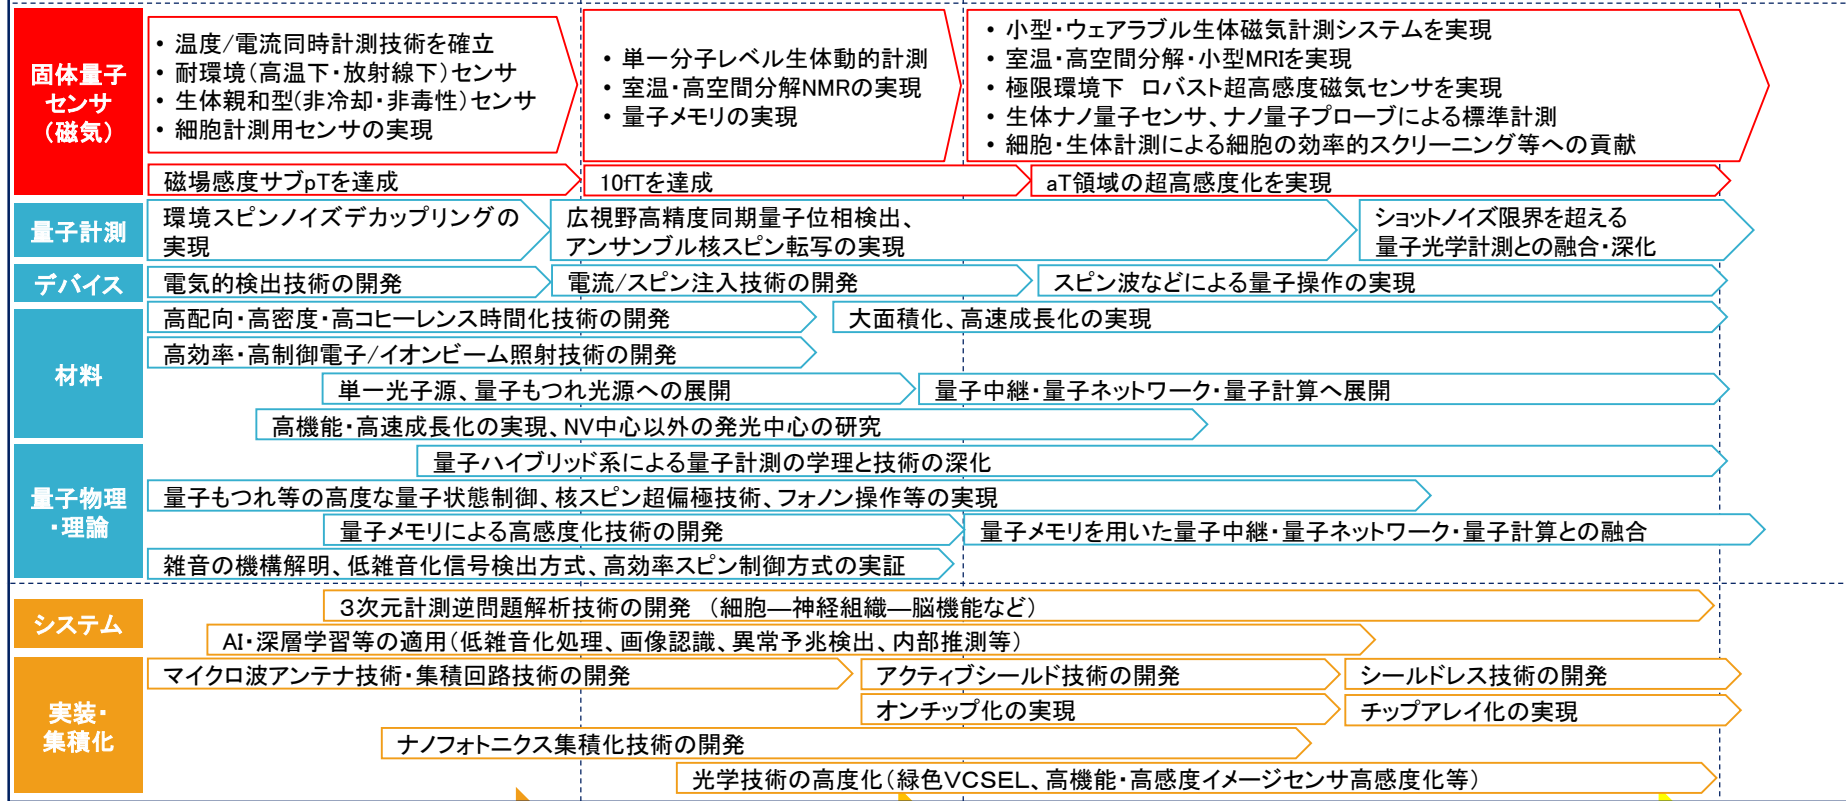 固体量子
センサ
（磁気）
• 温度/電流同時計測技術を確立
• 耐環境（高温下・放射線下）センサ
• 生体親和型(非冷却・非毒性)センサ
• 細胞計測用センサの実現
• 単一分子レベル生体動的計測
• 室温・高空間分解NMRの実現
• 量子メモリの実現
• 小型・ウェアラブル生体磁気計測システムを実現
• 室温・高空間分解・小型MRIを実現
• 極限環境下 ロバスト超高感度磁気センサを実現
• 生体ナノ量子センサ、ナノ量子プローブによる標準計測
• 細胞・生体計測による細胞の効率的スクリーニング等への貢献
磁場感度サブpTを達成
10fTを達成
aT領域の超高感度化を実現
量子計測
環境スピンノイズデカップリングの
実現
広視野高精度同期量子位相検出、
アンサンブル核スピン転写の実現
ショットノイズ限界を超える
量子光学計測との融合・深化
デバイス
電気的検出技術の開発
電流/スピン注入技術の開発
スピン波などによる量子操作の実現
材料
高配向・高密度・高コヒーレンス時間化技術の開発
大面積化、高速成長化の実現
高効率・高制御電子/イオンビーム照射技術の開発
単一光子源、量子もつれ光源への展開
量子中継・量子ネットワーク・量子計算へ展開
高機能・高速成長化の実現、NV中心以外の発光中心の研究
量子物理
・理論
量子ハイブリッド系による量子計測の学理と技術の深化
量子もつれ等の高度な量子状態制御、核スピン超偏極技術、フォノン操作等の実現
量子メモリによる高感度化技術の開発
量子メモリを用いた量子中継・量子ネットワーク・量子計算との融合
雑音の機構解明、低雑音化信号検出方式、高効率スピン制御方式の実証
システム
３次元計測逆問題解析技術の開発 （細胞―神経組織―脳機能など）
AI・深層学習等の適用（低雑音化処理、画像認識、異常予兆検出、内部推測等）
実装・
集積化
マイクロ波アンテナ技術・集積回路技術の開発
アクティブシールド技術の開発
シールドレス技術の開発
オンチップ化の実現
チップアレイ化の実現
ナノフォトニクス集積化技術の開発
光学技術の高度化（緑色VCSEL、高機能・高感度イメージセンサ高感度化等）